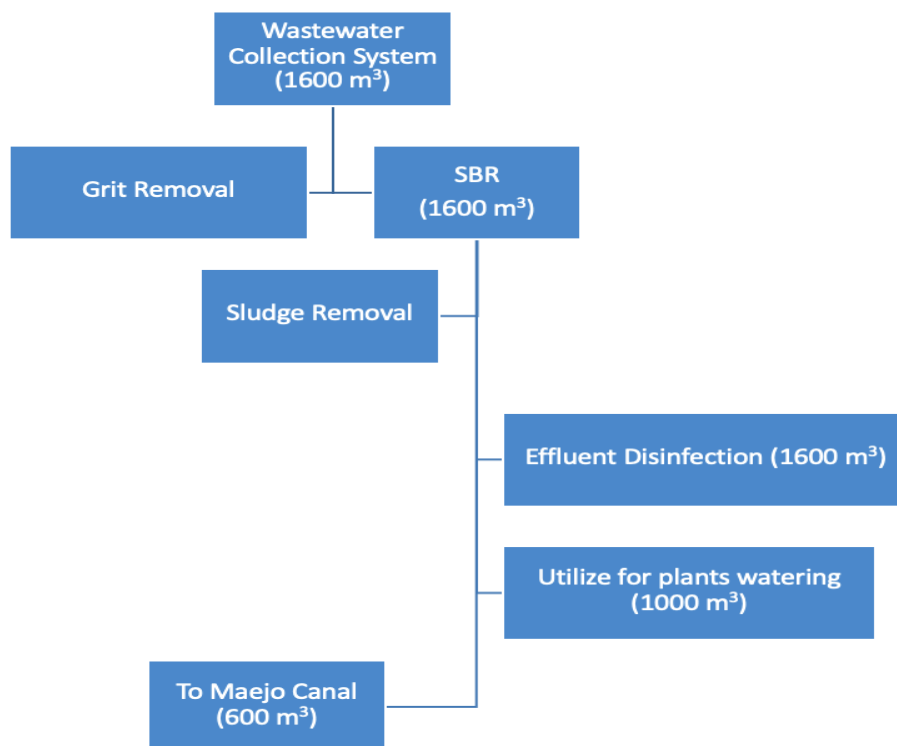 Wastewater
Collection System
(1600 m³)
Grit Removal
SBR
(1600 m³)
Sludge Removal
Effluent Disinfection (1600 m³)
Utilize for plants watering
(1000 m³)
To Maejo Canal
(600 m³)